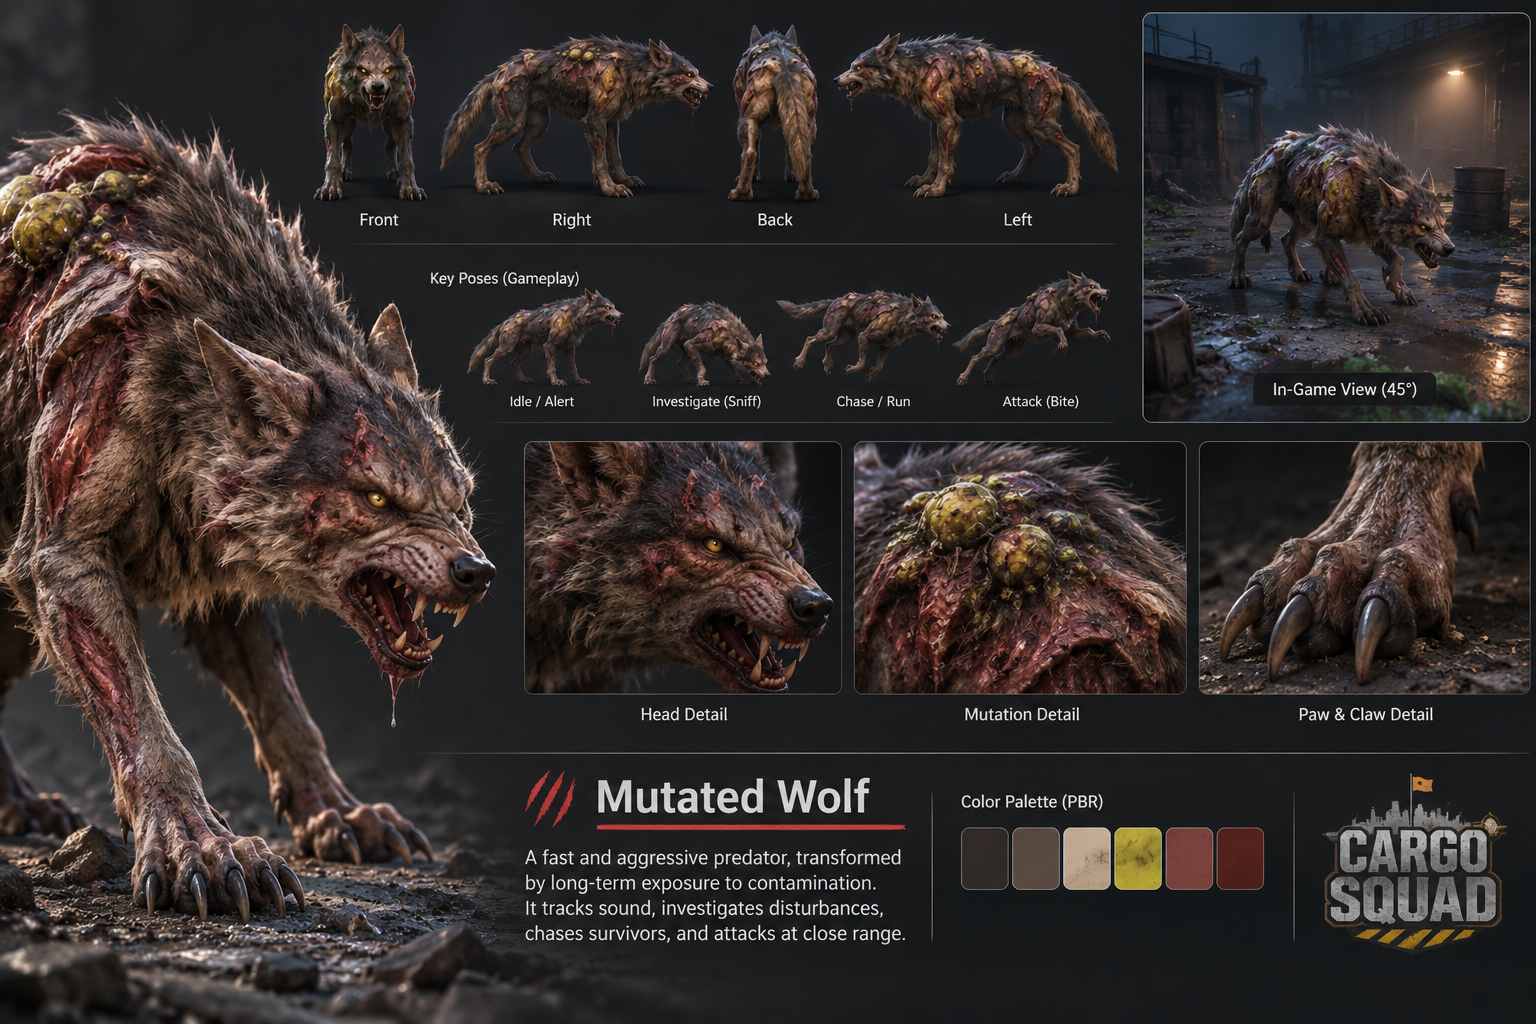 Front
Right
Back
Left
Key Poses (Gameplay)
Idle / Alert
Investigate (Sniff)
Chase / Run
Attack (Bite)
In-Game View (45°)
Head Detail
Mutation Detail
Paw & Claw Detail
Mutated Wolf
A fast and aggressive predator, transformed
by long-term exposure to contamination.
It tracks sound, investigates disturbances,
chases survivors, and attacks at close range.
Color Palette (PBR)
CARGO
SQUAD